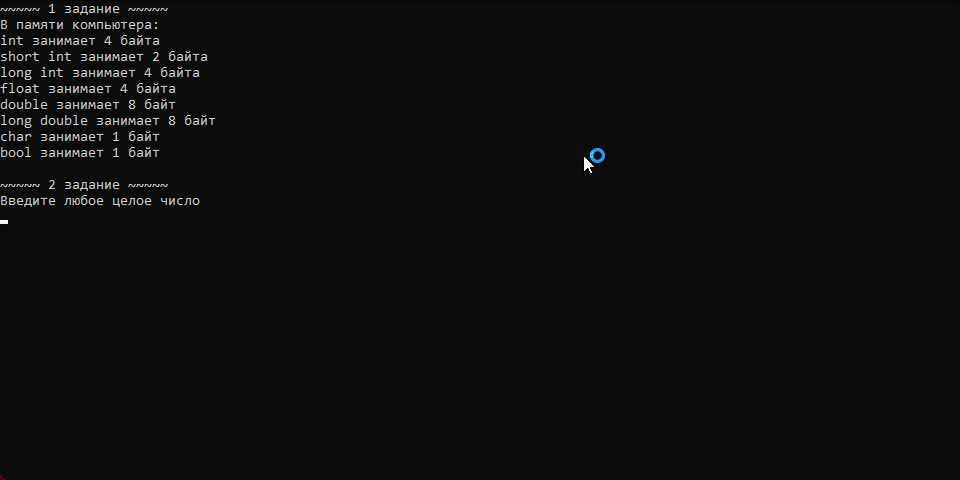 ~~~~~ 1 задание ~~~~~
В памяти компьютера:
int занимает 4 байта
short int занимает 2 байта
long int занимает 4 байта
float занимает 4 байта
double занимает 8 байт
long double занимает 8 байт
char занимает 1 байт
bool занимает 1 байт
~~~~~ 2 задание ~~~~~
Введите любое целое число